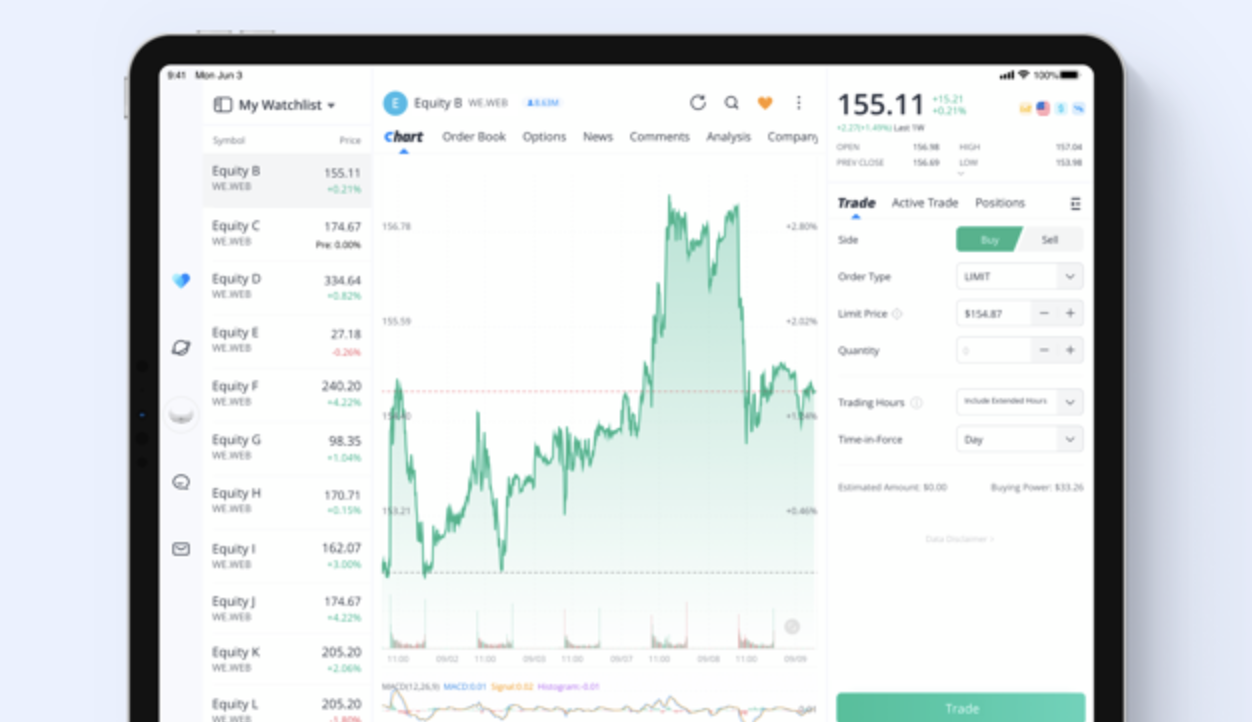 9:41 Mon Jun 3
100%
My Watchlist
Symbol Price
Equity B 155.11
WE.WEB +0.21%
Equity C 174.67
WE.WEB Pre: 0.00%
Equity D 334.64
WE.WEB +0.82%
Equity E 27.18
WE.WEB -0.26%
Equity F 240.20
WE.WEB +4.22%
Equity G 98.35
WE.WEB +1.04%
Equity H 170.71
WE.WEB +0.15%
Equity I 162.07
WE.WEB +3.00%
Equity J 174.67
WE.WEB +4.22%
Equity K 205.20
WE.WEB +2.06%
Equity L 205.20
WE.WEB -1.80%
E Equity B WE.WEB 8.63M
Chart Order Book Options News Comments Analysis Company
156.78 +2.80%
155.59 +2.02%
154.40 +1.24%
153.21 +0.46%
11:00 09/02 11:00 09/03 11:00 09/07 11:00 09/08 11:00 09/09
MACD(12,26,9) MACD:0.01 Signal:0.02 Histogram:-0.01
155.11 +15.21
+0.21%
+2.27(+1.49%) Last 1W
OPEN 156.98 HIGH 157.04
PREV CLOSE 156.69 LOW 153.98
Trade Active Trade Positions
Side Buy Sell
Order Type LIMIT
Limit Price $154.87
Quantity 0
Trading Hours Include Extended Hours
Time-in-Force Day
Estimated Amount: $0.00 Buying Power: $33.26
Data Disclaimer >
Trade